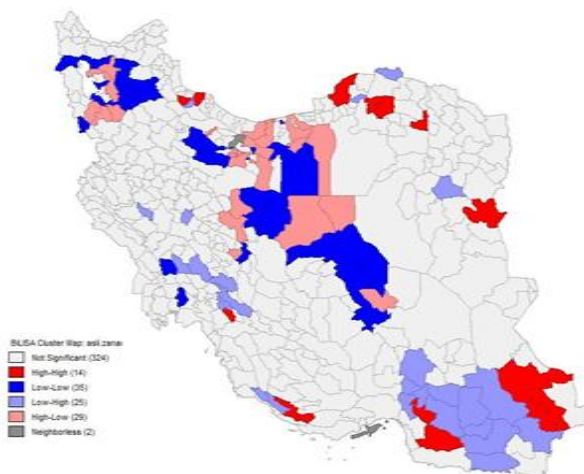 BiLISA Cluster Map: asli.zanan
Not Significant (324)
High-High (14)
Low-Low (35)
Low-High (25)
High-Low (29)
Neighborless (2)